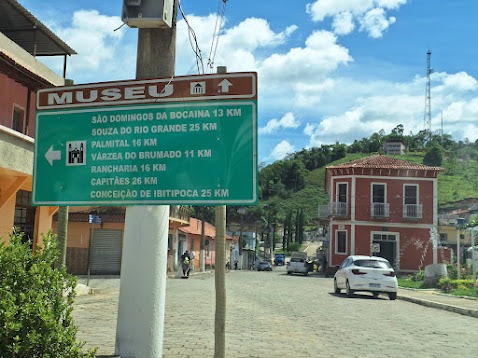 MUSEU
SÃO DOMINGOS DA BOCAINA 13 KM
SOUZA DO RIO GRANDE 25 KM
PALMITAL 16 KM
VÁRZEA DO BRUMADO 11 KM
RANCHARIA 16 KM
CAPITÃES 26 KM
CONCEIÇÃO DE IBITIPOCA 25 KM